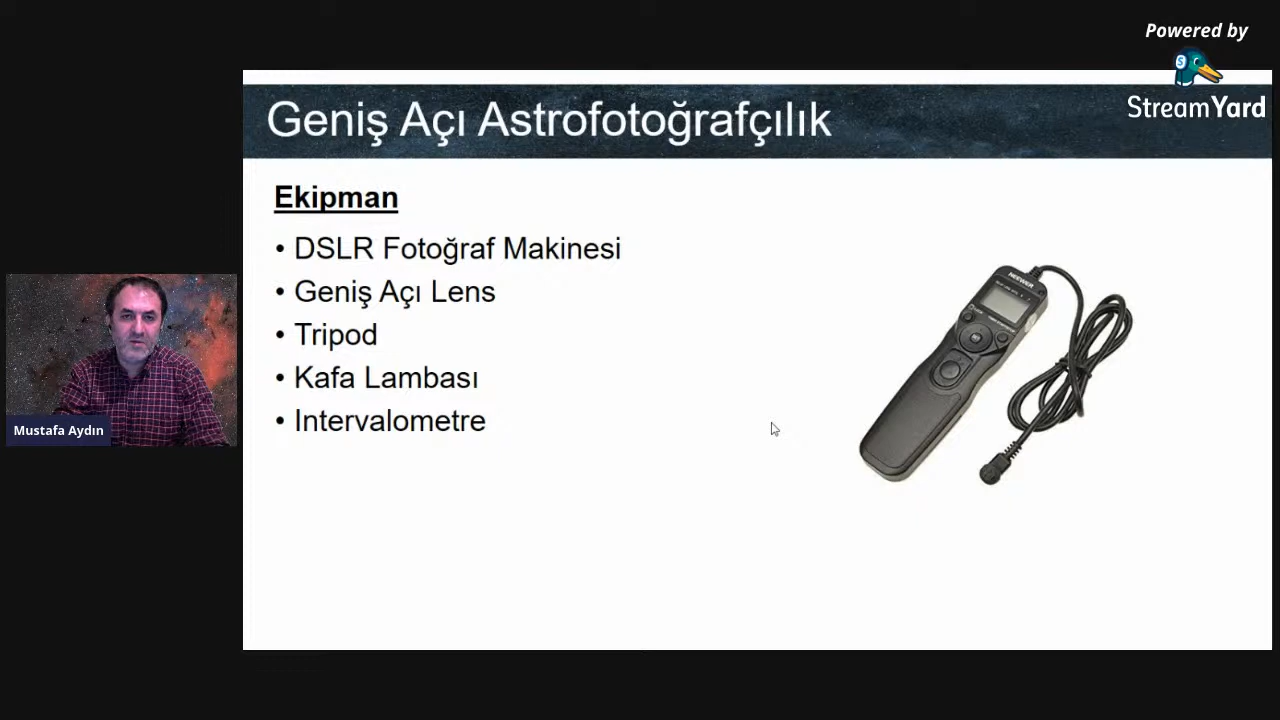 Powered by
StreamYard
Geniş Açı Astrofotoğrafçılık
Ekipman
• DSLR Fotoğraf Makinesi
• Geniş Açı Lens
• Tripod
• Kafa Lambası
• Intervalometre
NEEWER
Mustafa Aydın